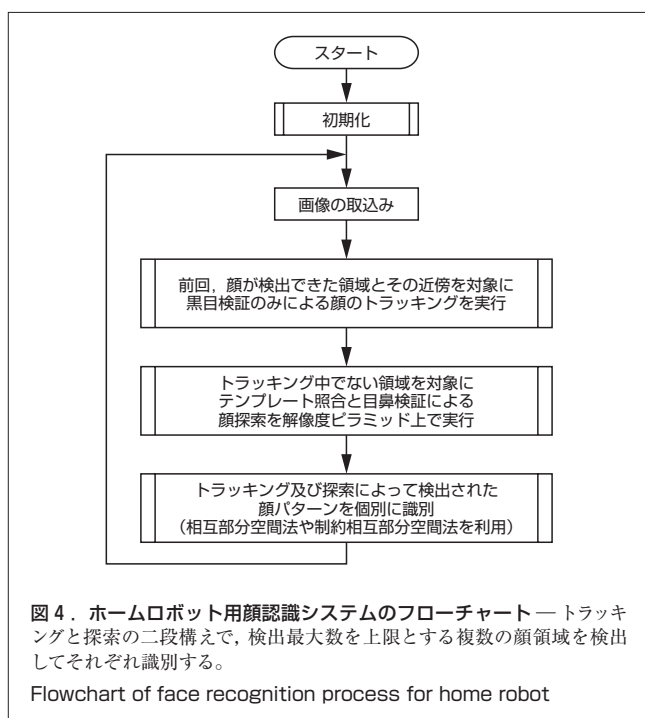 スタート
初期化
画像の取込み
前回，顔が検出できた領域とその近傍を対象に
黒目検証のみによる顔のトラッキングを実行
トラッキング中でない領域を対象に
テンプレート照合と目鼻検証による
顔探索を解像度ピラミッド上で実行
トラッキング及び探索によって検出された
顔パターンを個別に識別
（相互部分空間法や制約相互部分空間法を利用）
図4．ホームロボット用顔認識システムのフローチャート ― トラッキ
ングと探索の二段構えで，検出最大数を上限とする複数の顔領域を検出
してそれぞれ識別する。
Flowchart of face recognition process for home robot